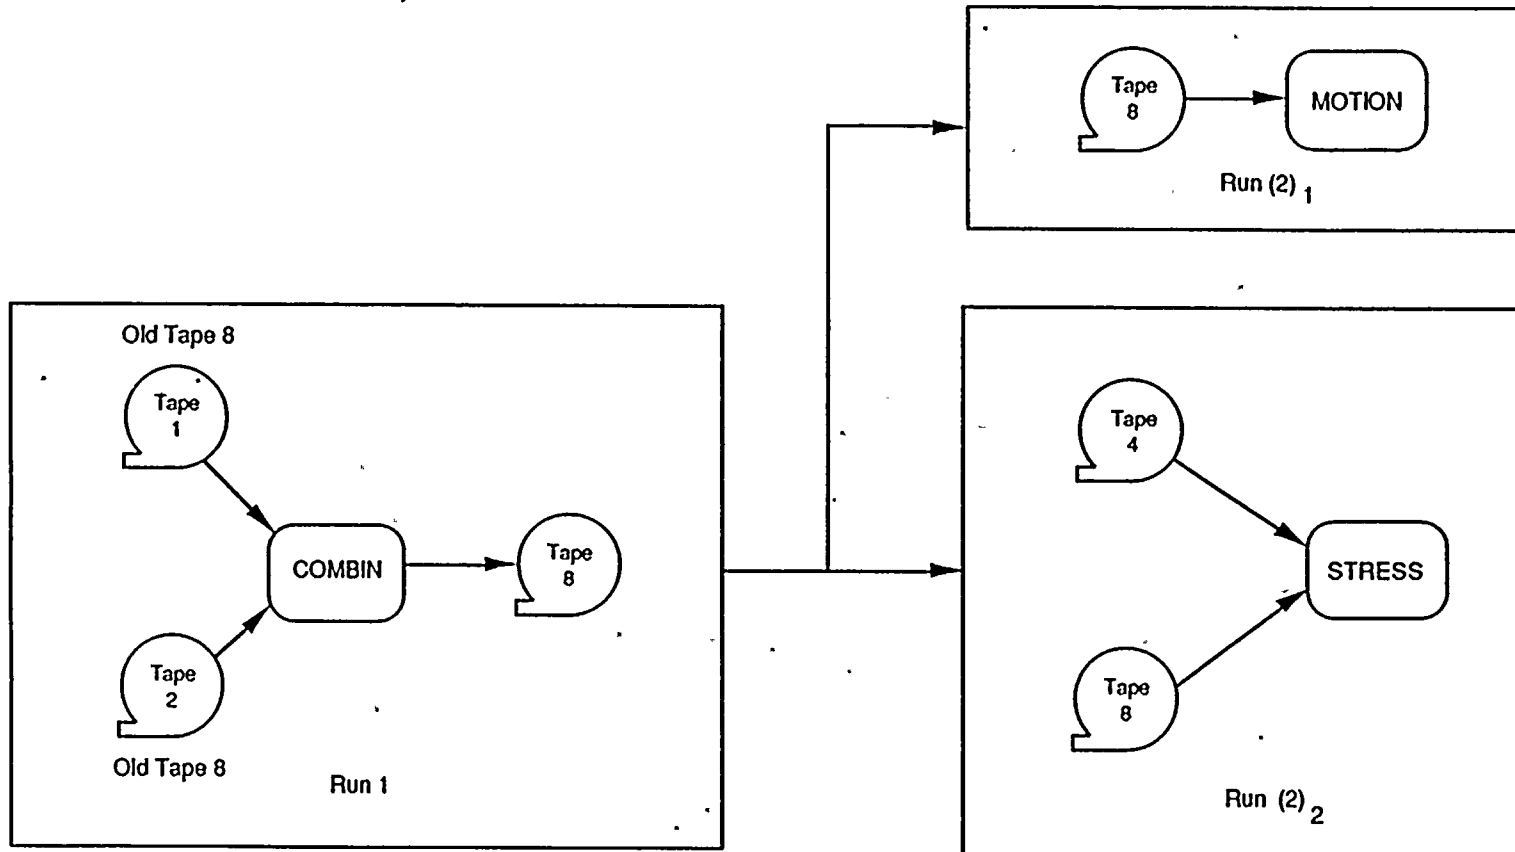 Old Tape 8
Tape
1
COMBIN
Tape
8
Tape
2
Old Tape 8
Run 1
Tape
8
MOTION
Run (2) 1
Tape
4
STRESS
Tape
8
Run (2) 2